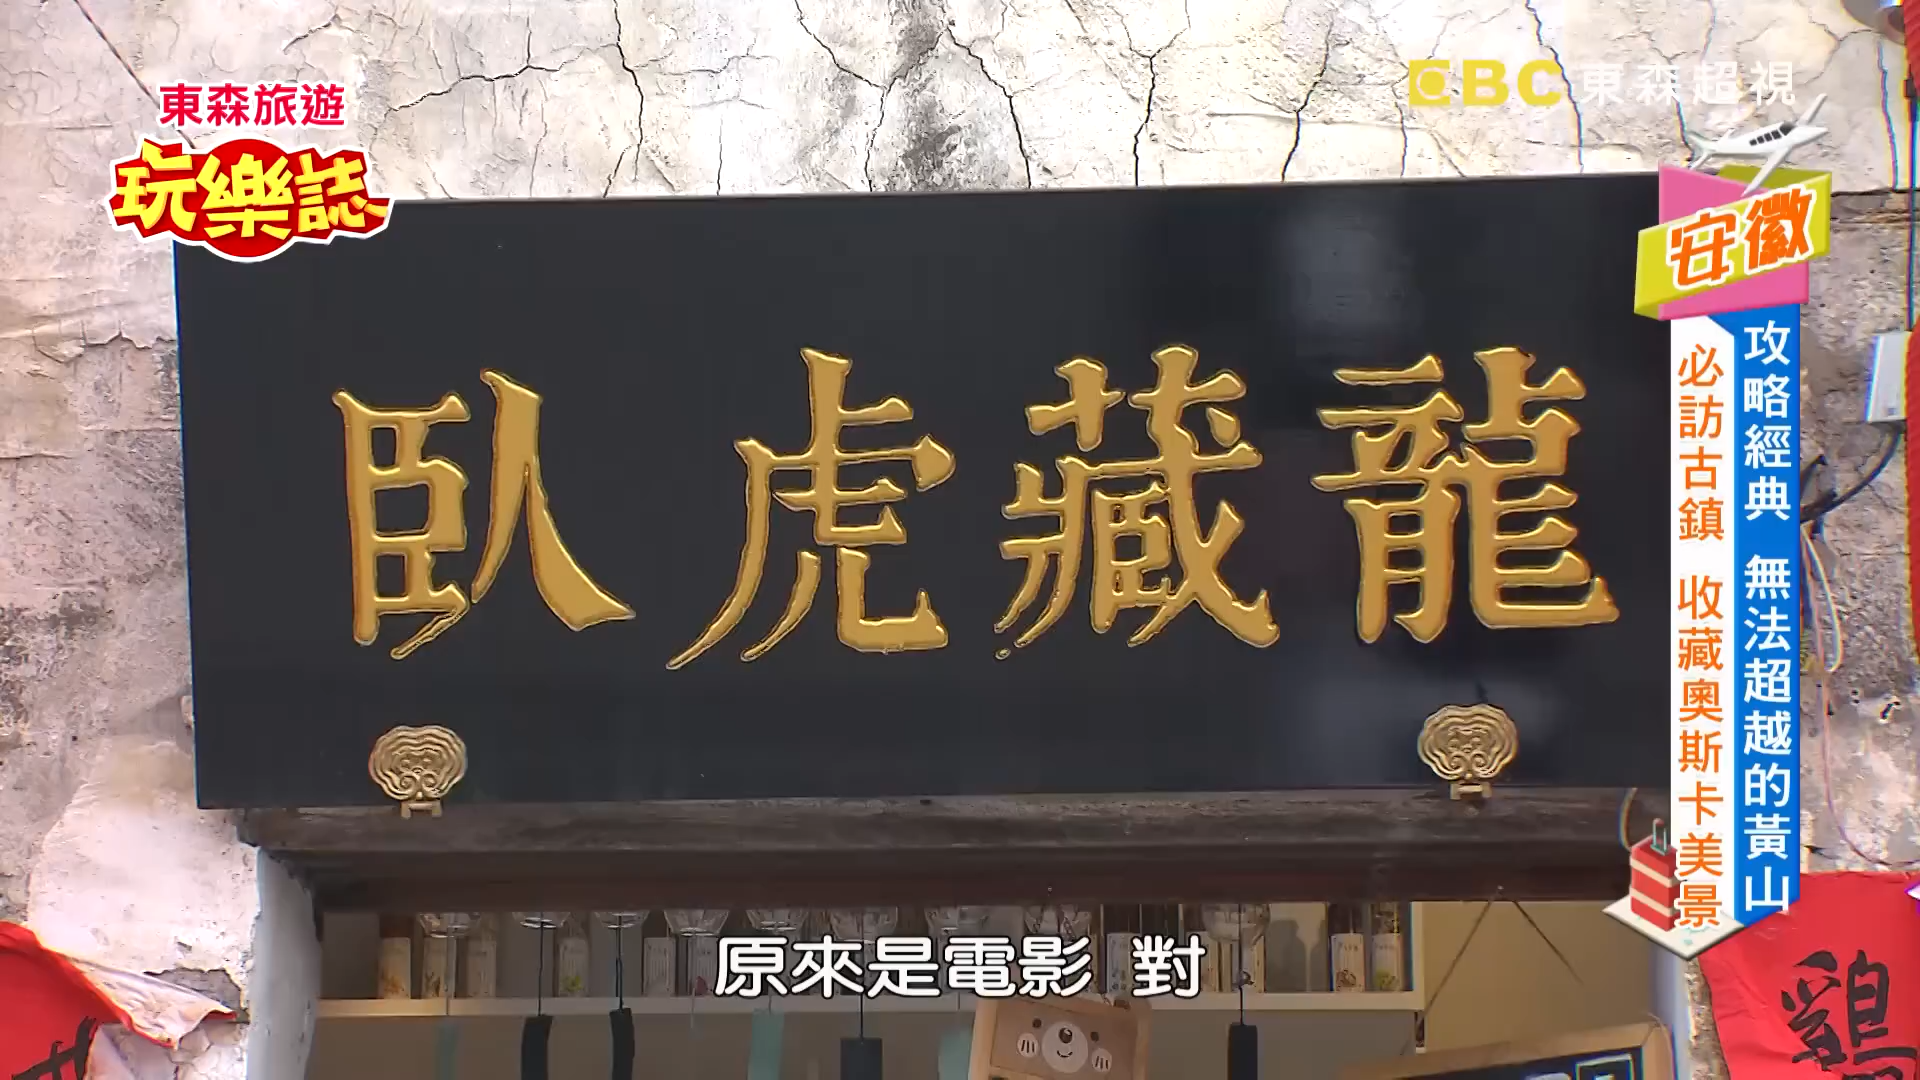 東森旅遊
玩樂誌
EBC 東森超視
安徽
攻略經典 無法超越的黃山
必訪古鎮 收藏奧斯卡美景
臥虎藏龍
原來是電影 對
雞